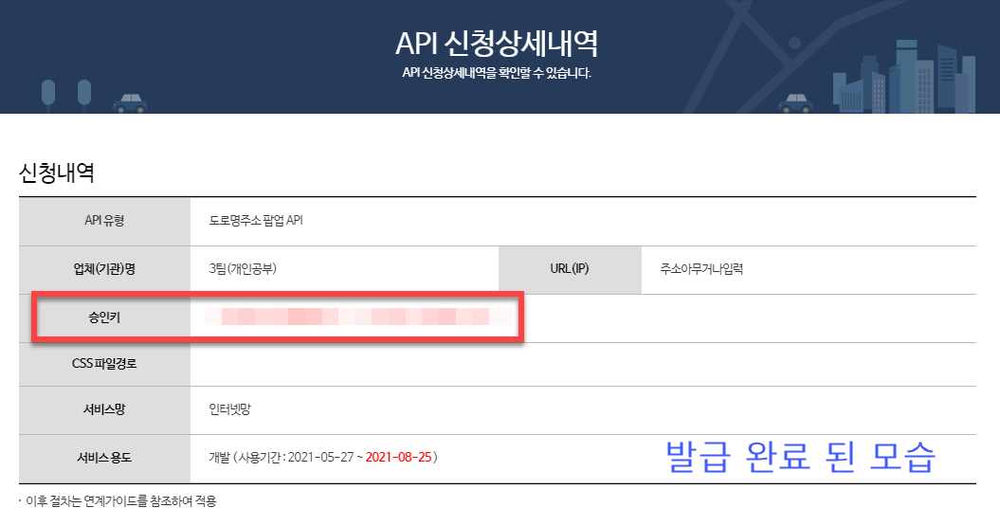 API 신청상세내역
API 신청상세내역을 확인할 수 있습니다.
신청내역
API 유형 도로명주소 팝업 API
업체(기관)명 3팀(개인공부) URL(IP) 주소아무거나입력
승인키
CSS 파일경로
서비스망 인터넷망
서비스 용도 개발 ( 사용기간 : 2021-05-27 ~ 2021-08-25 )
발급 완료 된 모습
· 이후 절차는 연계가이드를 참조하여 적용